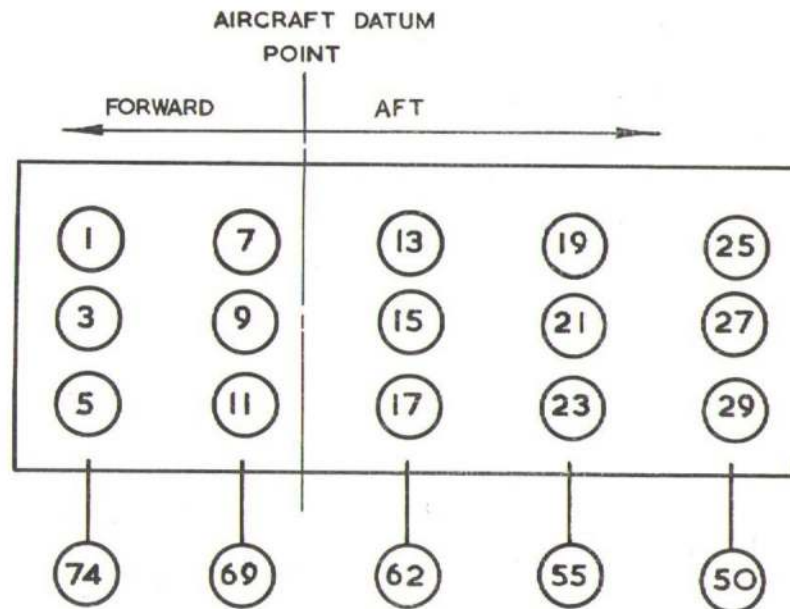 AIRCRAFT DATUM
POINT
FORWARD AFT
1 7 13 19 25
3 9 15 21 27
5 11 17 23 29
74 69 62 55 50